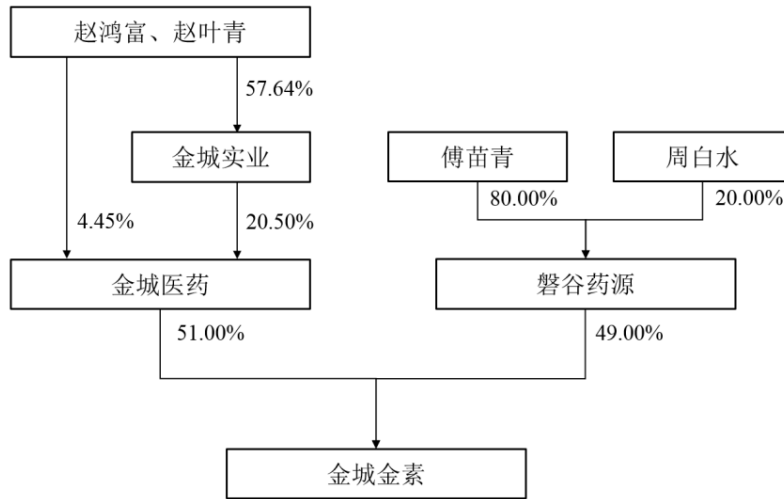 赵鸿富、赵叶青
57.64%
金城实业
傅苗青
周白水
4.45%
20.50%
80.00%
20.00%
金城医药
磐谷药源
51.00%
49.00%
金城金素